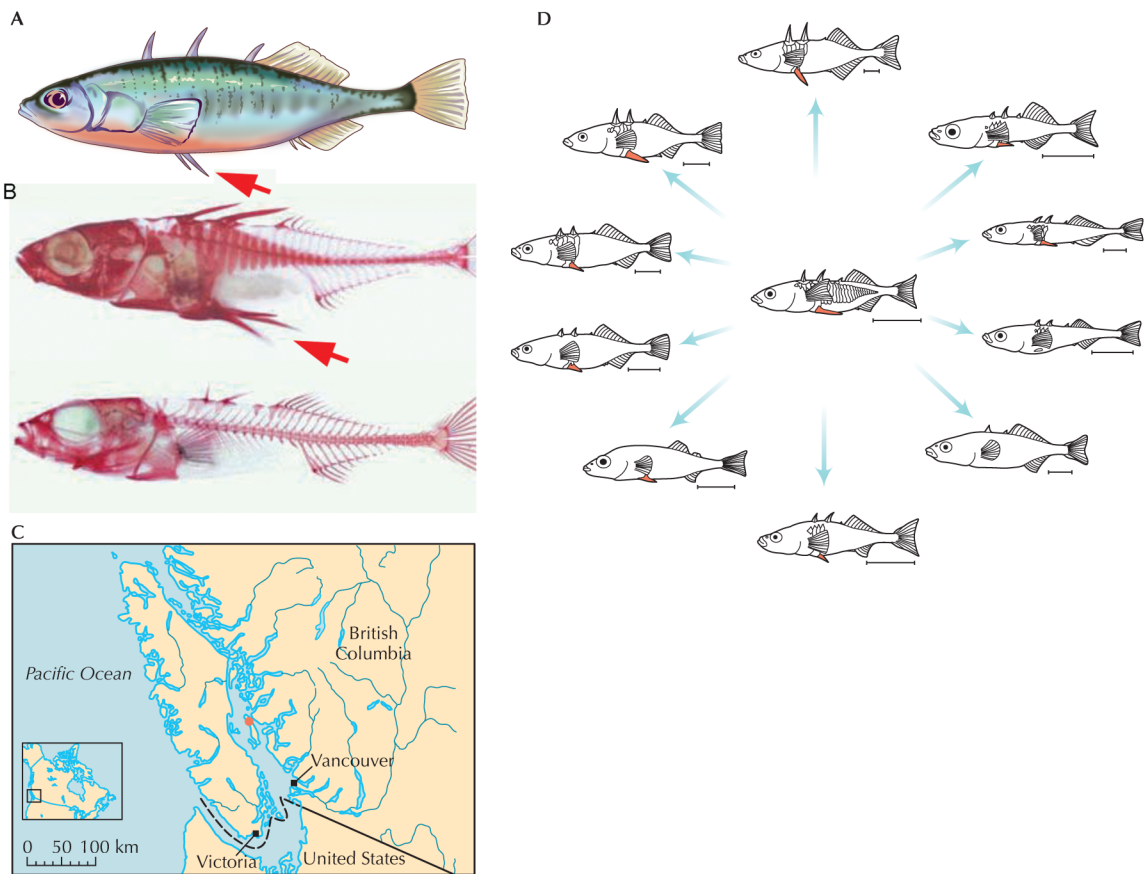 A
D
B
C
British
Columbia
Pacific Ocean
Vancouver
Victoria
United States
0 50 100 km